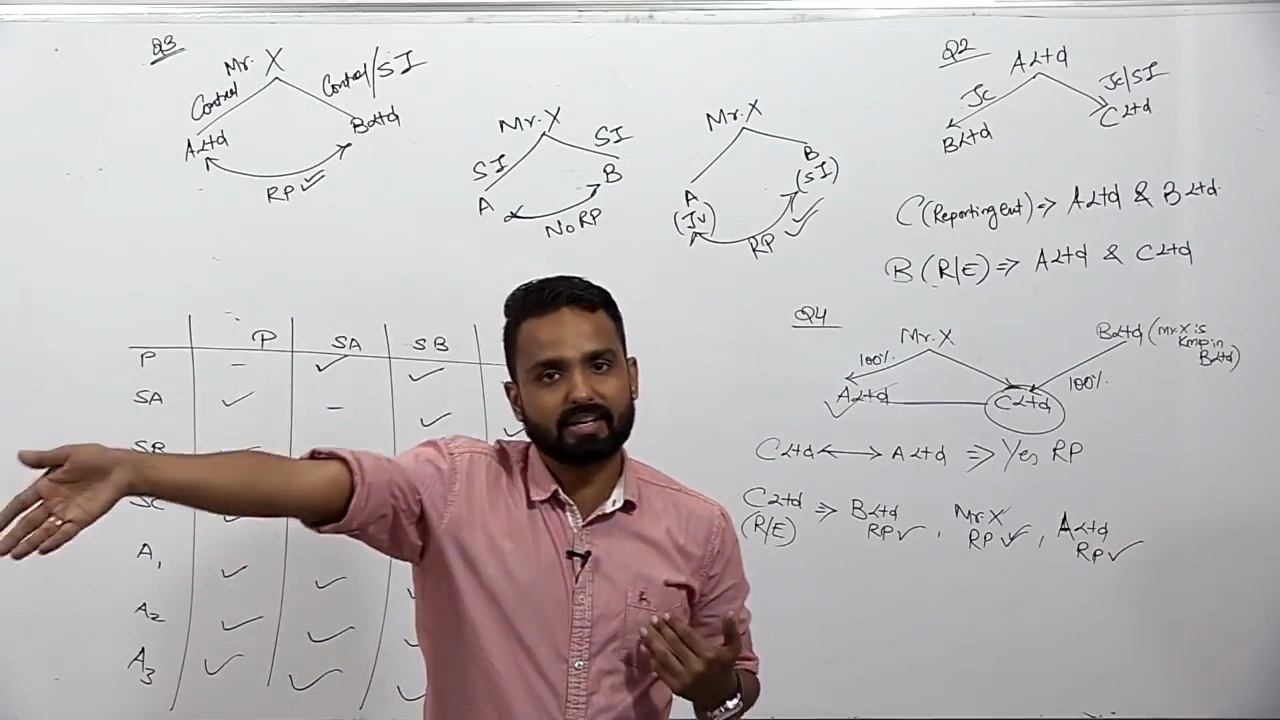 Q3
Mr. X
Control
Control/SI
A Ltd
B Ltd
RP ✓
Mr. X
SI
SI
A
B
No RP
Mr. X
A
(JV)
B
(SI)
RP ✓
Q2
A Ltd
Jc
Jc/SI
B Ltd
C Ltd
C (Reporting ent) => A Ltd & B Ltd
B (R/E) => A Ltd & C Ltd
Q4
Mr. X
100%
A Ltd
✓
C Ltd
100%
B Ltd (Mr. X is
Kmp in
B Ltd)
C Ltd <-> A Ltd => Yes RP
C Ltd => B Ltd, Mr. X, A Ltd
(R/E) RP ✓ RP ✓ RP ✓
P SA SB
P - ✓ ✓
SA ✓ - ✓ ✓
SB
SC ✓
A1 ✓ ✓
A2 ✓ ✓
A3 ✓ ✓ ✓